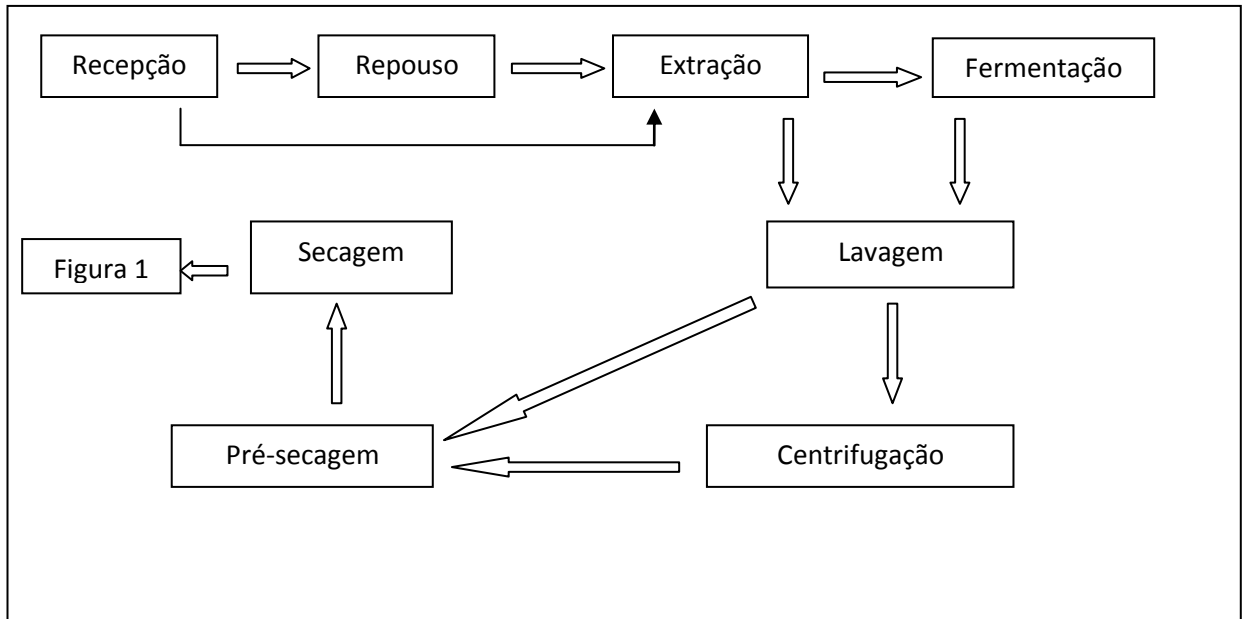 Recepção
Repouso
Extração
Fermentação
Figura 1
Secagem
Lavagem
Pré-secagem
Centrifugação